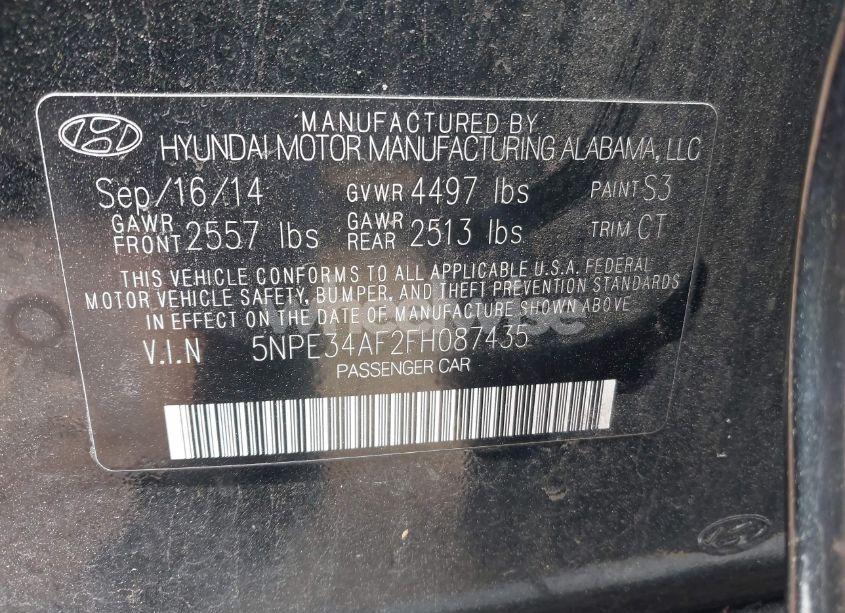 MANUFACTURED BY
HYUNDAI MOTOR MANUFACTURING ALABAMA, LLC
Sep/16/14 GVWR 4497 lbs PAINT S3
GAWR FRONT 2557 lbs GAWR REAR 2513 lbs TRIM CT
THIS VEHICLE CONFORMS TO ALL APPLICABLE U.S.A. FEDERAL
MOTOR VEHICLE SAFETY, BUMPER, AND THEFT PREVENTION STANDARDS
IN EFFECT ON THE DATE OF MANUFACTURE SHOWN ABOVE
V.I.N 5NPE34AF2FH087435
PASSENGER CAR